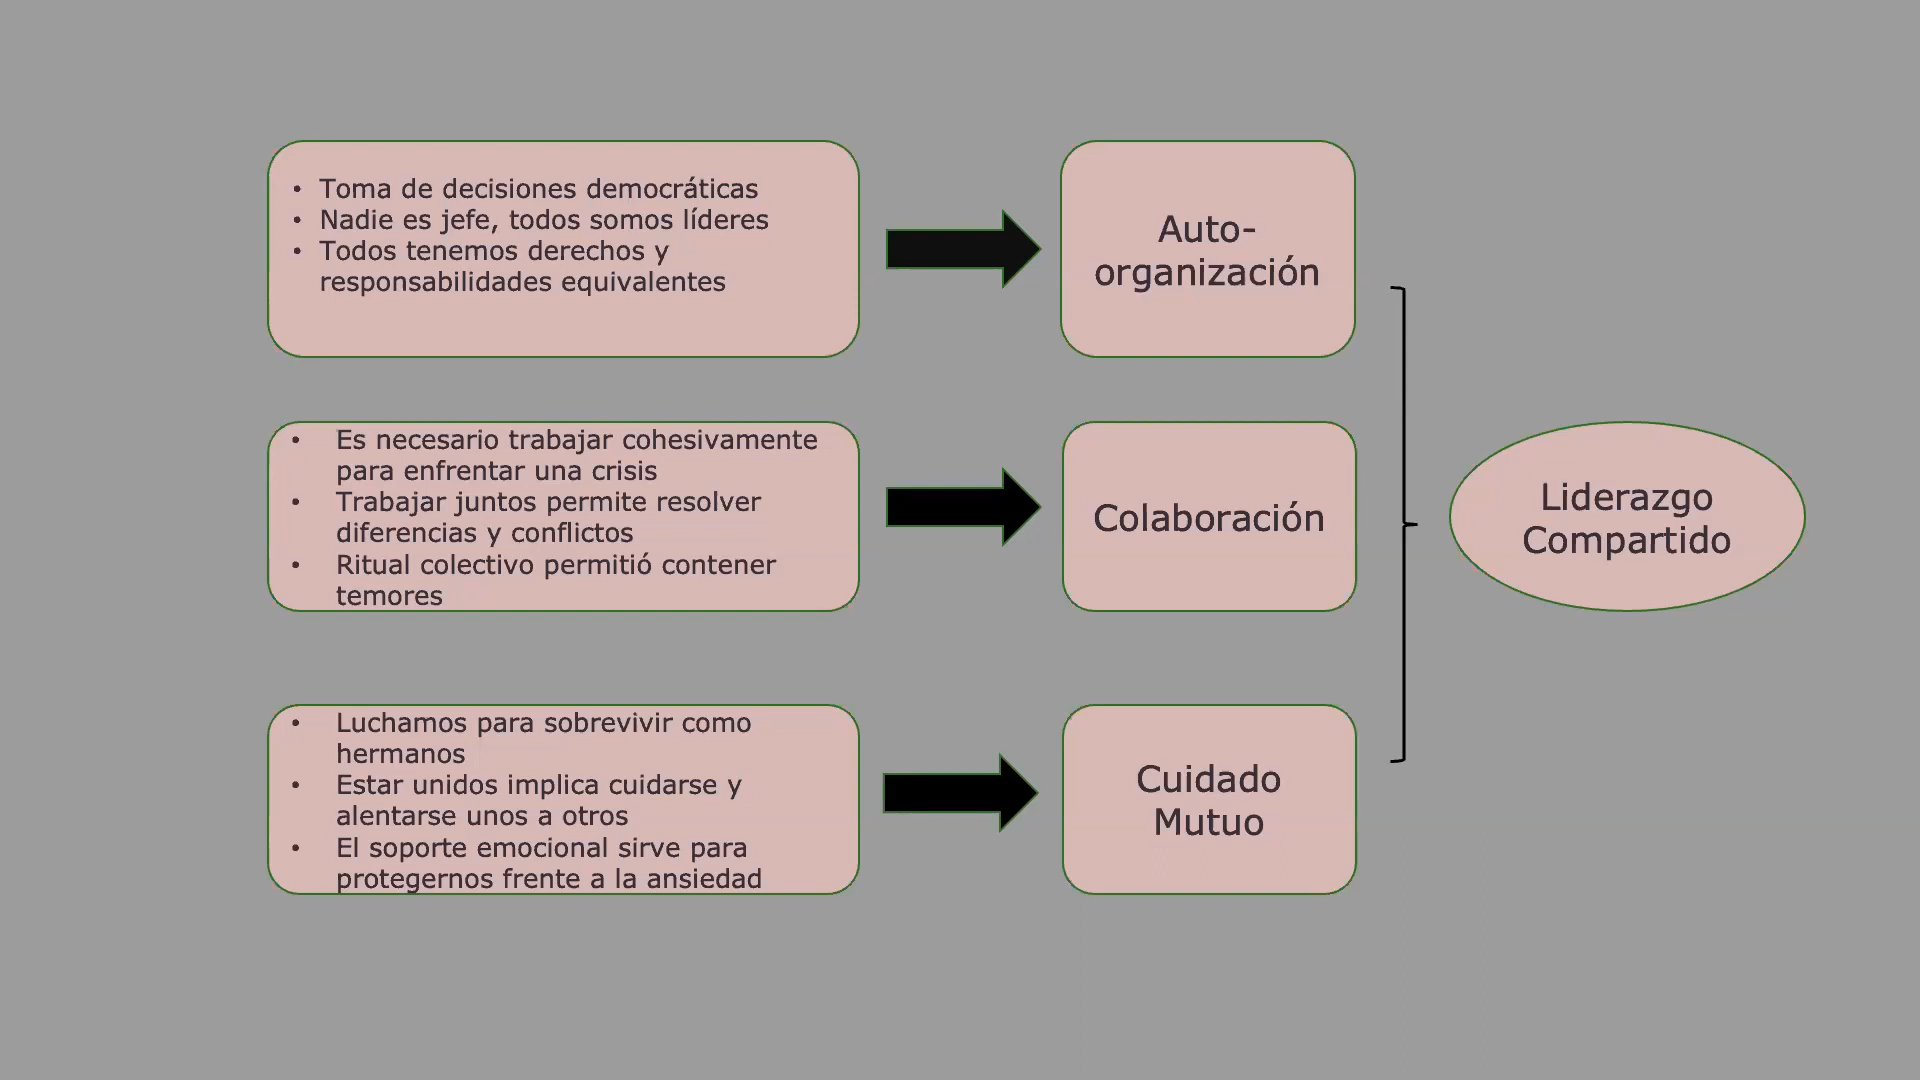 • Toma de decisiones democráticas
• Nadie es jefe, todos somos líderes
• Todos tenemos derechos y
responsabilidades equivalentes
Auto-
organización
• Es necesario trabajar cohesivamente
para enfrentar una crisis
• Trabajar juntos permite resolver
diferencias y conflictos
• Ritual colectivo permitió contener
temores
Colaboración
• Luchamos para sobrevivir como
hermanos
• Estar unidos implica cuidarse y
alentarse unos a otros
• El soporte emocional sirve para
protegernos frente a la ansiedad
Cuidado
Mutuo
Liderazgo
Compartido